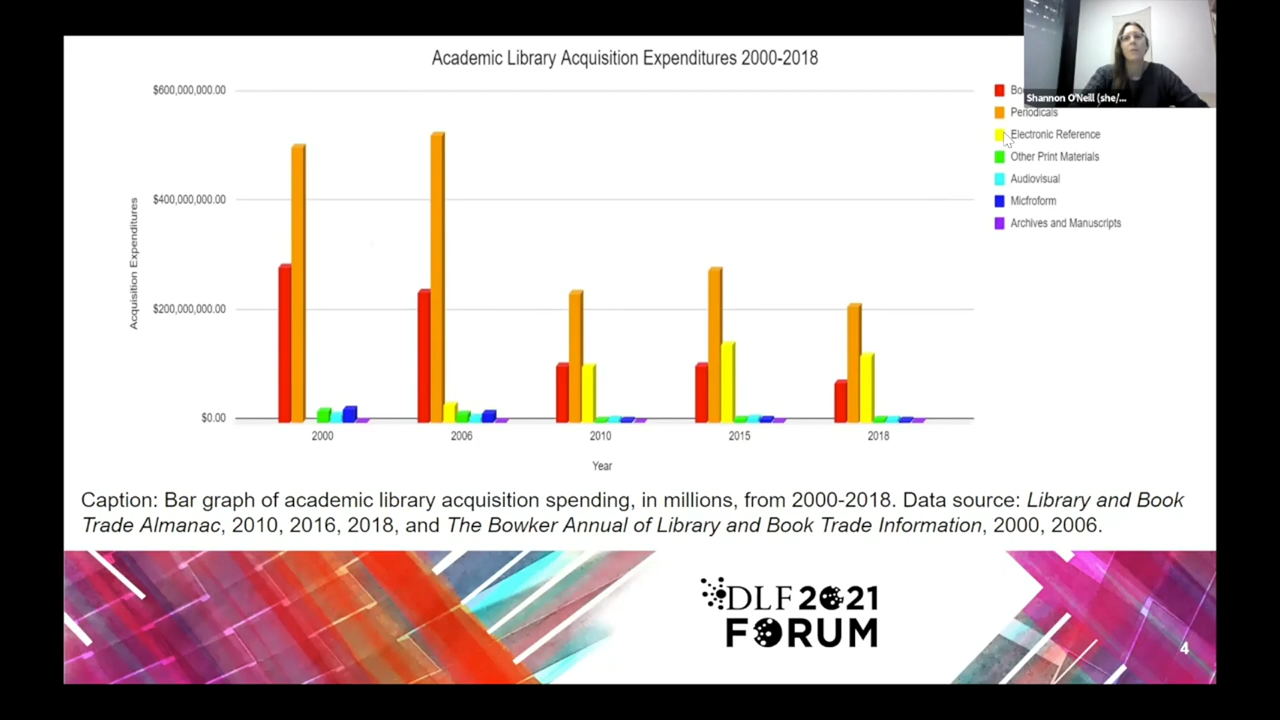 Academic Library Acquisition Expenditures 2000-2018
Shannon O'Neill (she/...
$600,000,000.00
$400,000,000.00
$200,000,000.00
$0.00
Acquisition Expenditures
Periodicals
Electronic Reference
Other Print Materials
Audiovisual
Micfroform
Archives and Manuscripts
2000 2006 2010 2015 2018
Year
Caption: Bar graph of academic library acquisition spending, in millions, from 2000-2018. Data source: Library and Book
Trade Almanac, 2010, 2016, 2018, and The Bowker Annual of Library and Book Trade Information, 2000, 2006.
DLF 2021
FORUM
4